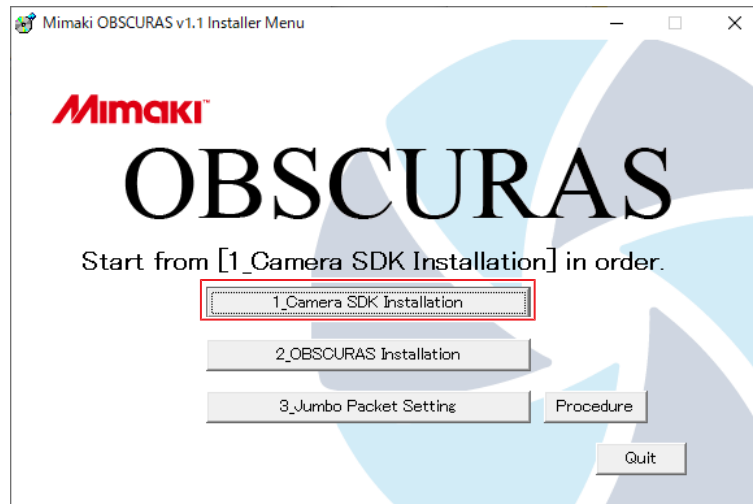 Mimaki OBSCURAS v1.1 Installer Menu
Mimaki™
OBSCURAS
Start from [1_Camera SDK Installation] in order.
1_Camera SDK Installation
2_OBSCURAS Installation
3_Jumbo Packet Setting
Procedure
Quit